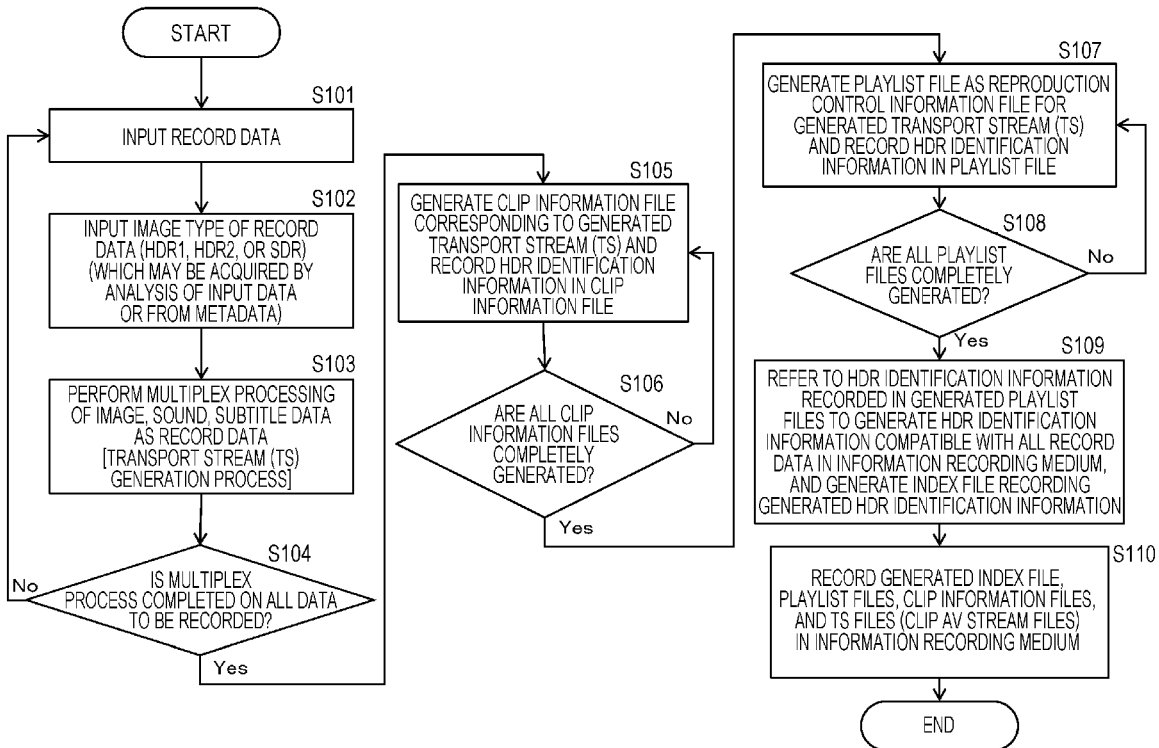 START
S101
INPUT RECORD DATA
S102
INPUT IMAGE TYPE OF RECORD
DATA (HDR1, HDR2, OR SDR)
(WHICH MAY BE ACQUIRED BY
ANALYSIS OF INPUT DATA
OR FROM METADATA)
S103
PERFORM MULTIPLEX PROCESSING
OF IMAGE, SOUND, SUBTITLE DATA
AS RECORD DATA
[TRANSPORT STREAM (TS)
GENERATION PROCESS]
S104
No
IS MULTIPLEX
PROCESS COMPLETED ON ALL DATA
TO BE RECORDED?
Yes
S105
GENERATE CLIP INFORMATION FILE
CORRESPONDING TO GENERATED
TRANSPORT STREAM (TS) AND
RECORD HDR IDENTIFICATION
INFORMATION IN CLIP
INFORMATION FILE
S106
No
ARE ALL CLIP
INFORMATION FILES
COMPLETELY
GENERATED?
Yes
S107
GENERATE PLAYLIST FILE AS REPRODUCTION
CONTROL INFORMATION FILE FOR
GENERATED TRANSPORT STREAM (TS)
AND RECORD HDR IDENTIFICATION
INFORMATION IN PLAYLIST FILE
S108
No
ARE ALL PLAYLIST
FILES COMPLETELY
GENERATED?
Yes
S109
REFER TO HDR IDENTIFICATION INFORMATION
RECORDED IN GENERATED PLAYLIST
FILES TO GENERATE HDR IDENTIFICATION
INFORMATION COMPATIBLE WITH ALL RECORD
DATA IN INFORMATION RECORDING MEDIUM,
AND GENERATE INDEX FILE RECORDING
GENERATED HDR IDENTIFICATION INFORMATION
S110
RECORD GENERATED INDEX FILE,
PLAYLIST FILES, CLIP INFORMATION FILES,
AND TS FILES (CLIP AV STREAM FILES)
IN INFORMATION RECORDING MEDIUM
END